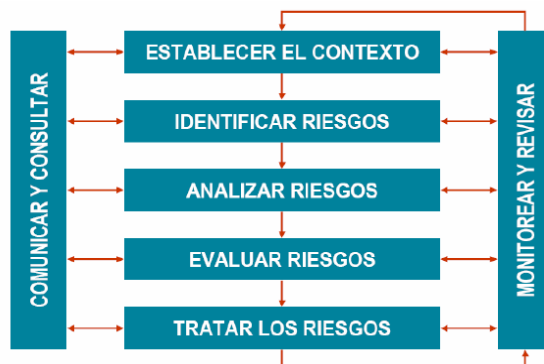 COMUNICAR Y CONSULTAR
ESTABLECER EL CONTEXTO
IDENTIFICAR RIESGOS
ANALIZAR RIESGOS
EVALUAR RIESGOS
TRATAR LOS RIESGOS
MONITOREAR Y REVISAR